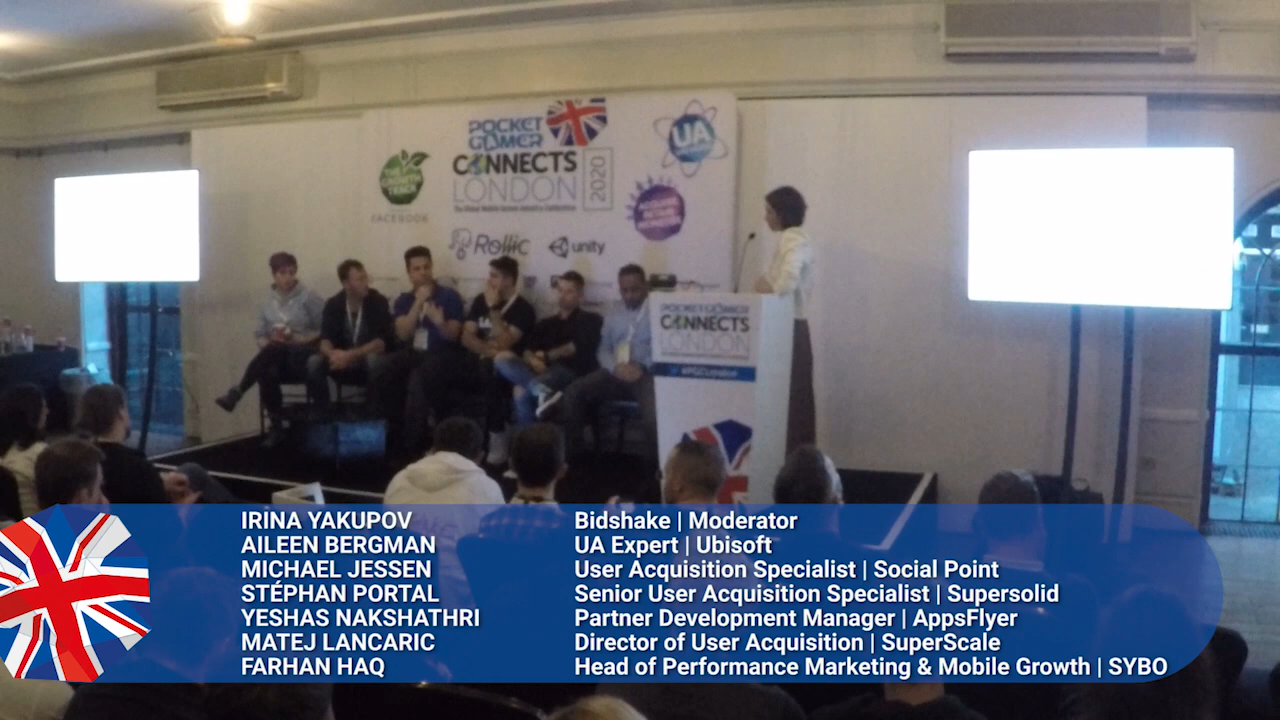 POCKET
GAMER
CONNECTS
LONDON
2020
UA
THE
GROWTH
TRACK
FACEBOOK
Rollic
unity
POCKET GAMER
CONNECTS
LONDON
#PGCLondon
IRINA YAKUPOV Bidshake | Moderator
AILEEN BERGMAN UA Expert | Ubisoft
MICHAEL JESSEN User Acquisition Specialist | Social Point
STÉPHAN PORTAL Senior User Acquisition Specialist | Supersolid
YESHAS NAKSHATHRI Partner Development Manager | AppsFlyer
MATEJ LANCARIC Director of User Acquisition | SuperScale
FARHAN HAQ Head of Performance Marketing & Mobile Growth | SYBO